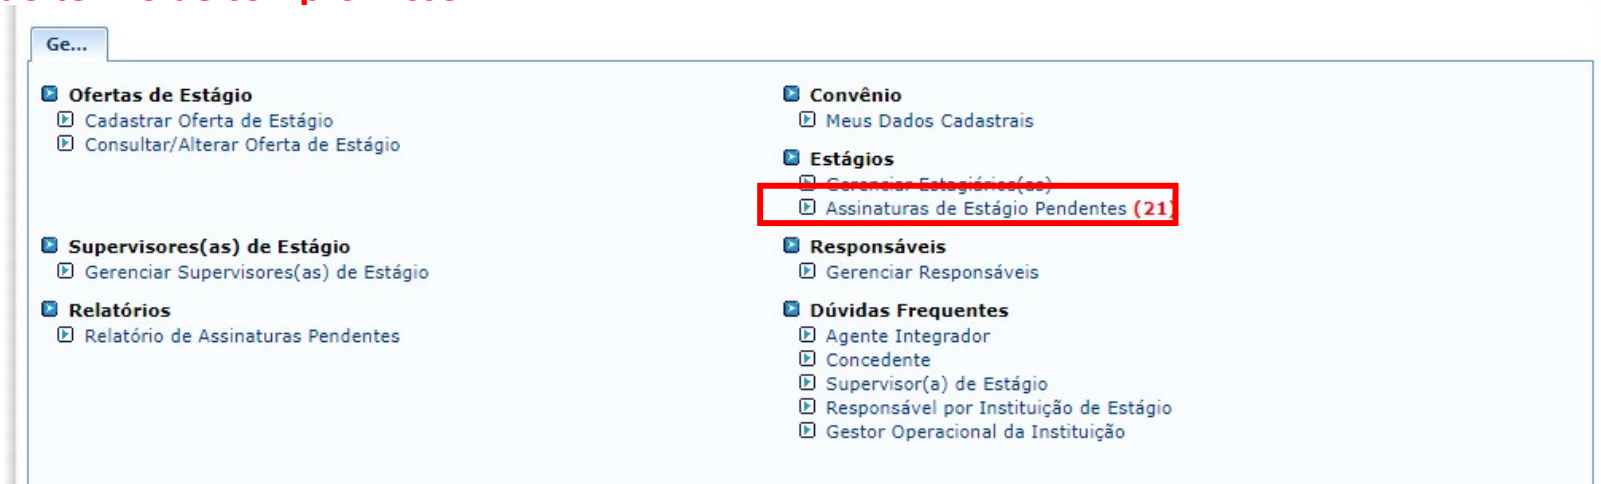 Ge...
Ofertas de Estágio
Cadastrar Oferta de Estágio
Consultar/Alterar Oferta de Estágio
Convênio
Meus Dados Cadastrais
Estágios
Gerenciar Estagiários(as)
Assinaturas de Estágio Pendentes (21)
Supervisores(as) de Estágio
Gerenciar Supervisores(as) de Estágio
Responsáveis
Gerenciar Responsáveis
Relatórios
Relatório de Assinaturas Pendentes
Dúvidas Frequentes
Agente Integrador
Concedente
Supervisor(a) de Estágio
Responsável por Instituição de Estágio
Gestor Operacional da Instituição